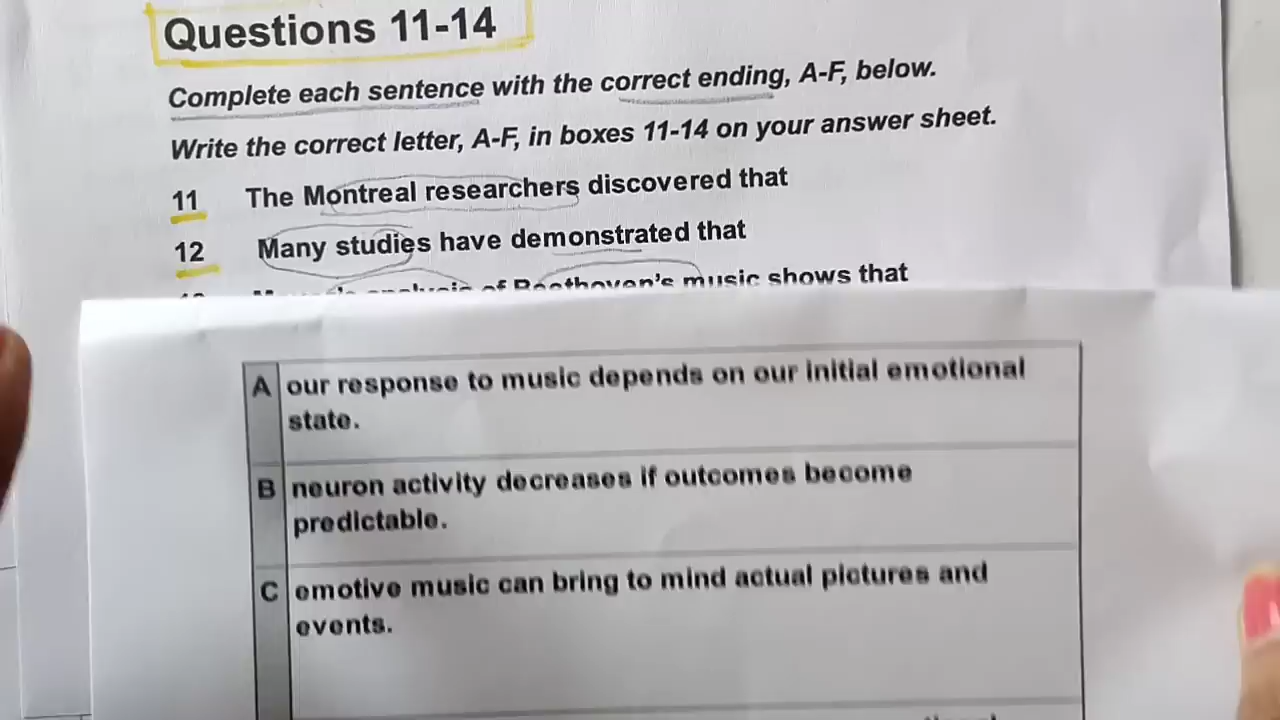 Questions 11-14
Complete each sentence with the correct ending, A-F, below.
Write the correct letter, A-F, in boxes 11-14 on your answer sheet.
11 The Montreal researchers discovered that
12 Many studies have demonstrated that
analysis of Beethoven's music shows that
A our response to music depends on our initial emotional
state.
B neuron activity decreases if outcomes become
predictable.
C emotive music can bring to mind actual pictures and
events.